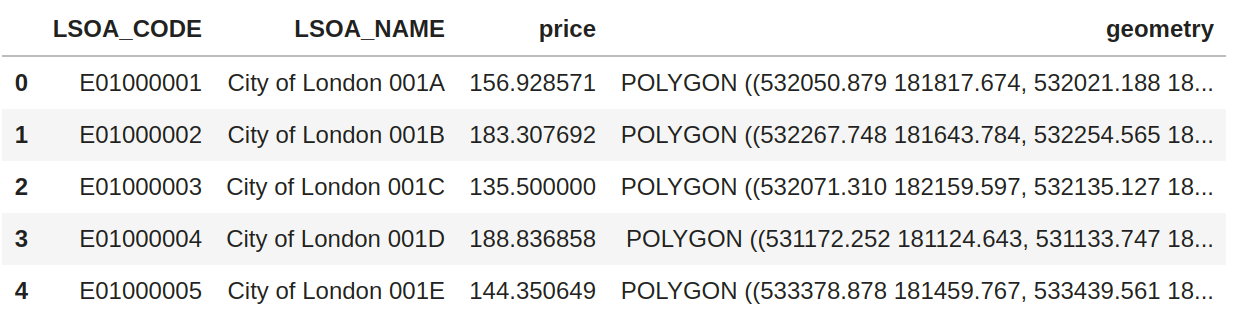 LSOA_CODE LSOA_NAME price geometry
0 E01000001 City of London 001A 156.928571 POLYGON ((532050.879 181817.674, 532021.188 18...
1 E01000002 City of London 001B 183.307692 POLYGON ((532267.748 181643.784, 532254.565 18...
2 E01000003 City of London 001C 135.500000 POLYGON ((532071.310 182159.597, 532135.127 18...
3 E01000004 City of London 001D 188.836858 POLYGON ((531172.252 181124.643, 531133.747 18...
4 E01000005 City of London 001E 144.350649 POLYGON ((533378.878 181459.767, 533439.561 18...